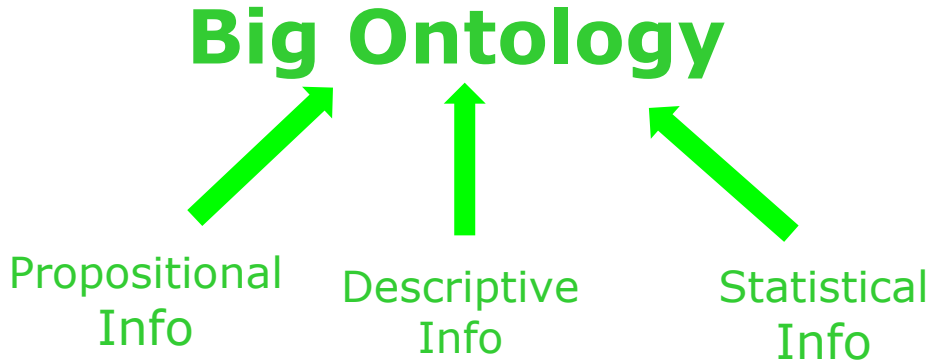 Big Ontology
Propositional
Info
Descriptive
Info
Statistical
Info